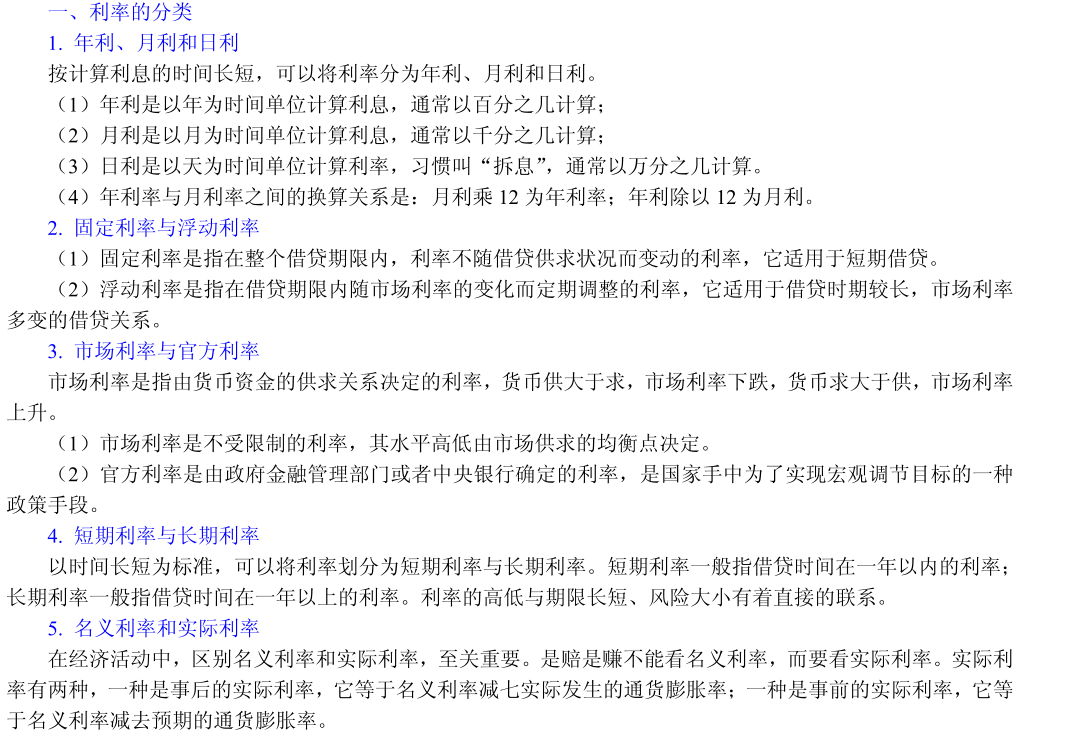 一、利率的分类
1. 年利、月利和日利
按计算利息的时间长短，可以将利率分为年利、月利和日利。
（1）年利是以年为时间单位计算利息，通常以百分之几计算；
（2）月利是以月为时间单位计算利息，通常以千分之几计算；
（3）日利是以天为时间单位计算利率，习惯叫“拆息”，通常以万分之几计算。
（4）年利率与月利率之间的换算关系是：月利乘 12 为年利率；年利除以 12 为月利。
2. 固定利率与浮动利率
（1）固定利率是指在整个借贷期限内，利率不随借贷供求状况而变动的利率，它适用于短期借贷。
（2）浮动利率是指在借贷期限内随市场利率的变化而定期调整的利率，它适用于借贷时期较长，市场利率
多变的借贷关系。
3. 市场利率与官方利率
市场利率是指由货币资金的供求关系决定的利率，货币供大于求，市场利率下跌，货币求大于供，市场利率
上升。
（1）市场利率是不受限制的利率，其水平高低由市场供求的均衡点决定。
（2）官方利率是由政府金融管理部门或者中央银行确定的利率，是国家手中为了实现宏观调节目标的一种
政策手段。
4. 短期利率与长期利率
以时间长短为标准，可以将利率划分为短期利率与长期利率。短期利率一般指借贷时间在一年以内的利率；
长期利率一般指借贷时间在一年以上的利率。利率的高低与期限长短、风险大小有着直接的联系。
5. 名义利率和实际利率
在经济活动中，区别名义利率和实际利率，至关重要。是赔是赚不能看名义利率，而要看实际利率。实际利
率有两种，一种是事后的实际利率，它等于名义利率减七实际发生的通货膨胀率；一种是事前的实际利率，它等
于名义利率减去预期的通货膨胀率。